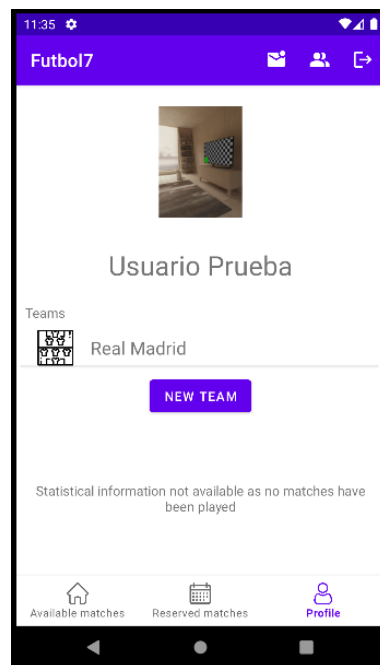 11:35
Futbol7
Usuario Prueba
Teams
Real Madrid
NEW TEAM
Statistical information not available as no matches have
been played
Available matches Reserved matches Profile